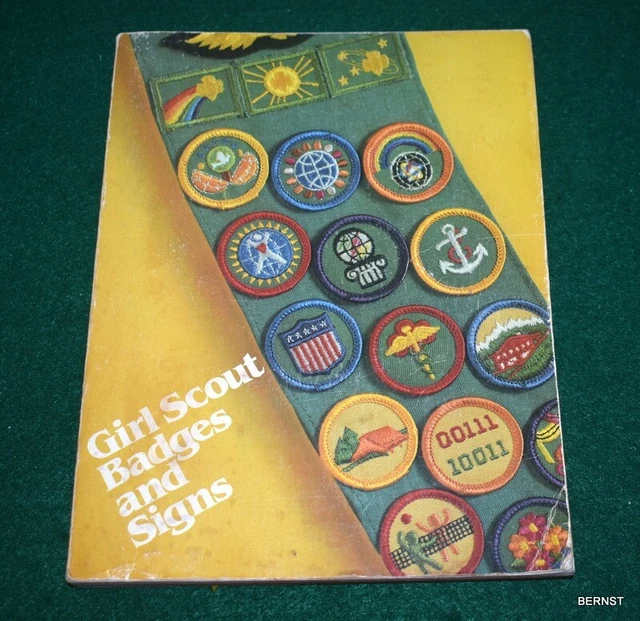 00111
10011
Girl Scout
Badges
and
Signs
BERNST